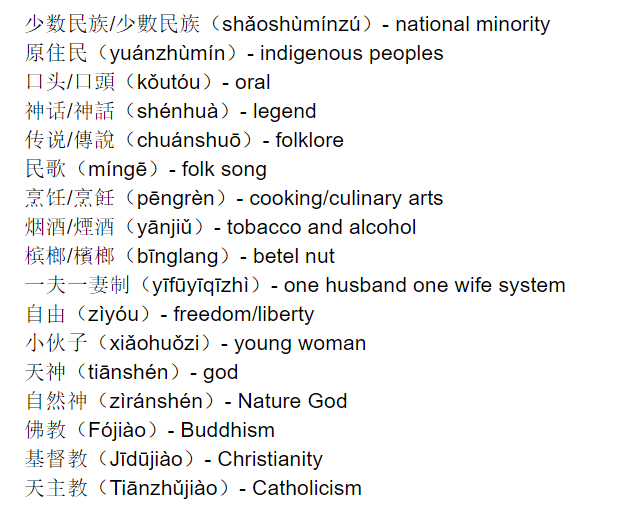 少数民族/少數民族（shǎoshùmínzú）- national minority
原住民（yuánzhùmín）- indigenous peoples
口头/口頭（kǒutóu）- oral
神话/神話（shénhuà）- legend
传说/傳說（chuánshuō）- folklore
民歌（míngē）- folk song
烹饪/烹飪（pēngrèn）- cooking/culinary arts
烟酒/煙酒（yānjiǔ）- tobacco and alcohol
槟榔/檳榔（bīnglang）- betel nut
一夫一妻制（yīfūyīqīzhì）- one husband one wife system
自由（zìyóu）- freedom/liberty
小伙子（xiǎohuǒzi）- young woman
天神（tiānshén）- god
自然神（zìránshén）- Nature God
佛教（Fójiào）- Buddhism
基督教（Jīdūjiào）- Christianity
天主教（Tiānzhǔjiào）- Catholicism